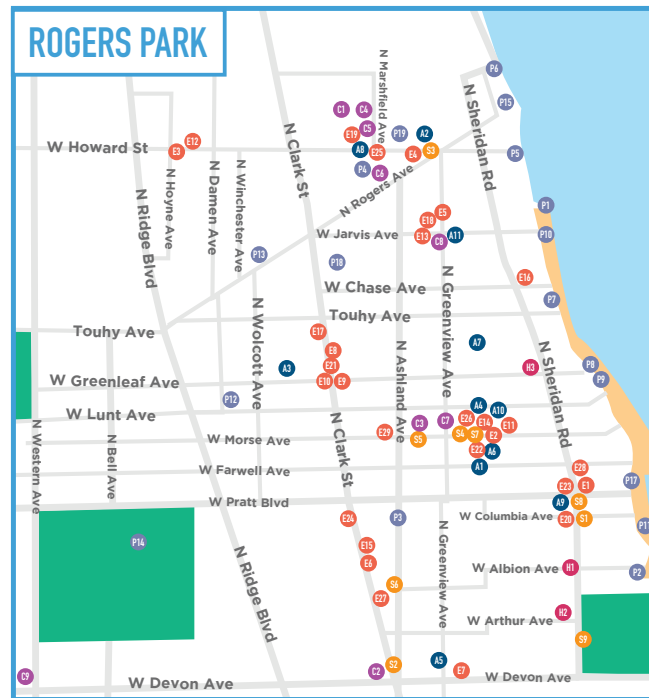 ROGERS PARK
P6
N Marshfield Ave
P15
C1
C4
N Sheridan Rd
C5
P19
A2
E19
N Clark St
E12
W Howard St
E3
A8
E25
E4
S3
P5
P4
C6
N Rogers Ave
N Hoyne Ave
N Damen Ave
N Winchester Ave
N Ridge Blvd
P1
E5
E18
W Jarvis Ave
E13
C8
A11
P10
P13
P18
E16
W Chase Ave
P7
N Greenview Ave
Touhy Ave
E17
Touhy Ave
N Wolcott Ave
A7
E8
E21
A3
H3
P8
P9
N Ashland Ave
N Sheridan Rd
W Greenleaf Ave
E10
E9
P12
A4
A10
W Lunt Ave
C3
C7
E26
E14
E11
N Clark St
E29
S5
S4
S7
E2
W Morse Ave
E22
A6
N Western Ave
N Bell Ave
A1
W Farwell Ave
E28
P17
E23
E1
W Pratt Blvd
A9
S8
E24
P3
W Columbia Ave
E20
S1
P11
P14
E15
N Greenview Ave
E6
W Albion Ave
H1
P2
N Ridge Blvd
S6
E27
H2
W Arthur Ave
S9
A5
C9
C2
S2
E7
W Devon Ave
W Devon Ave